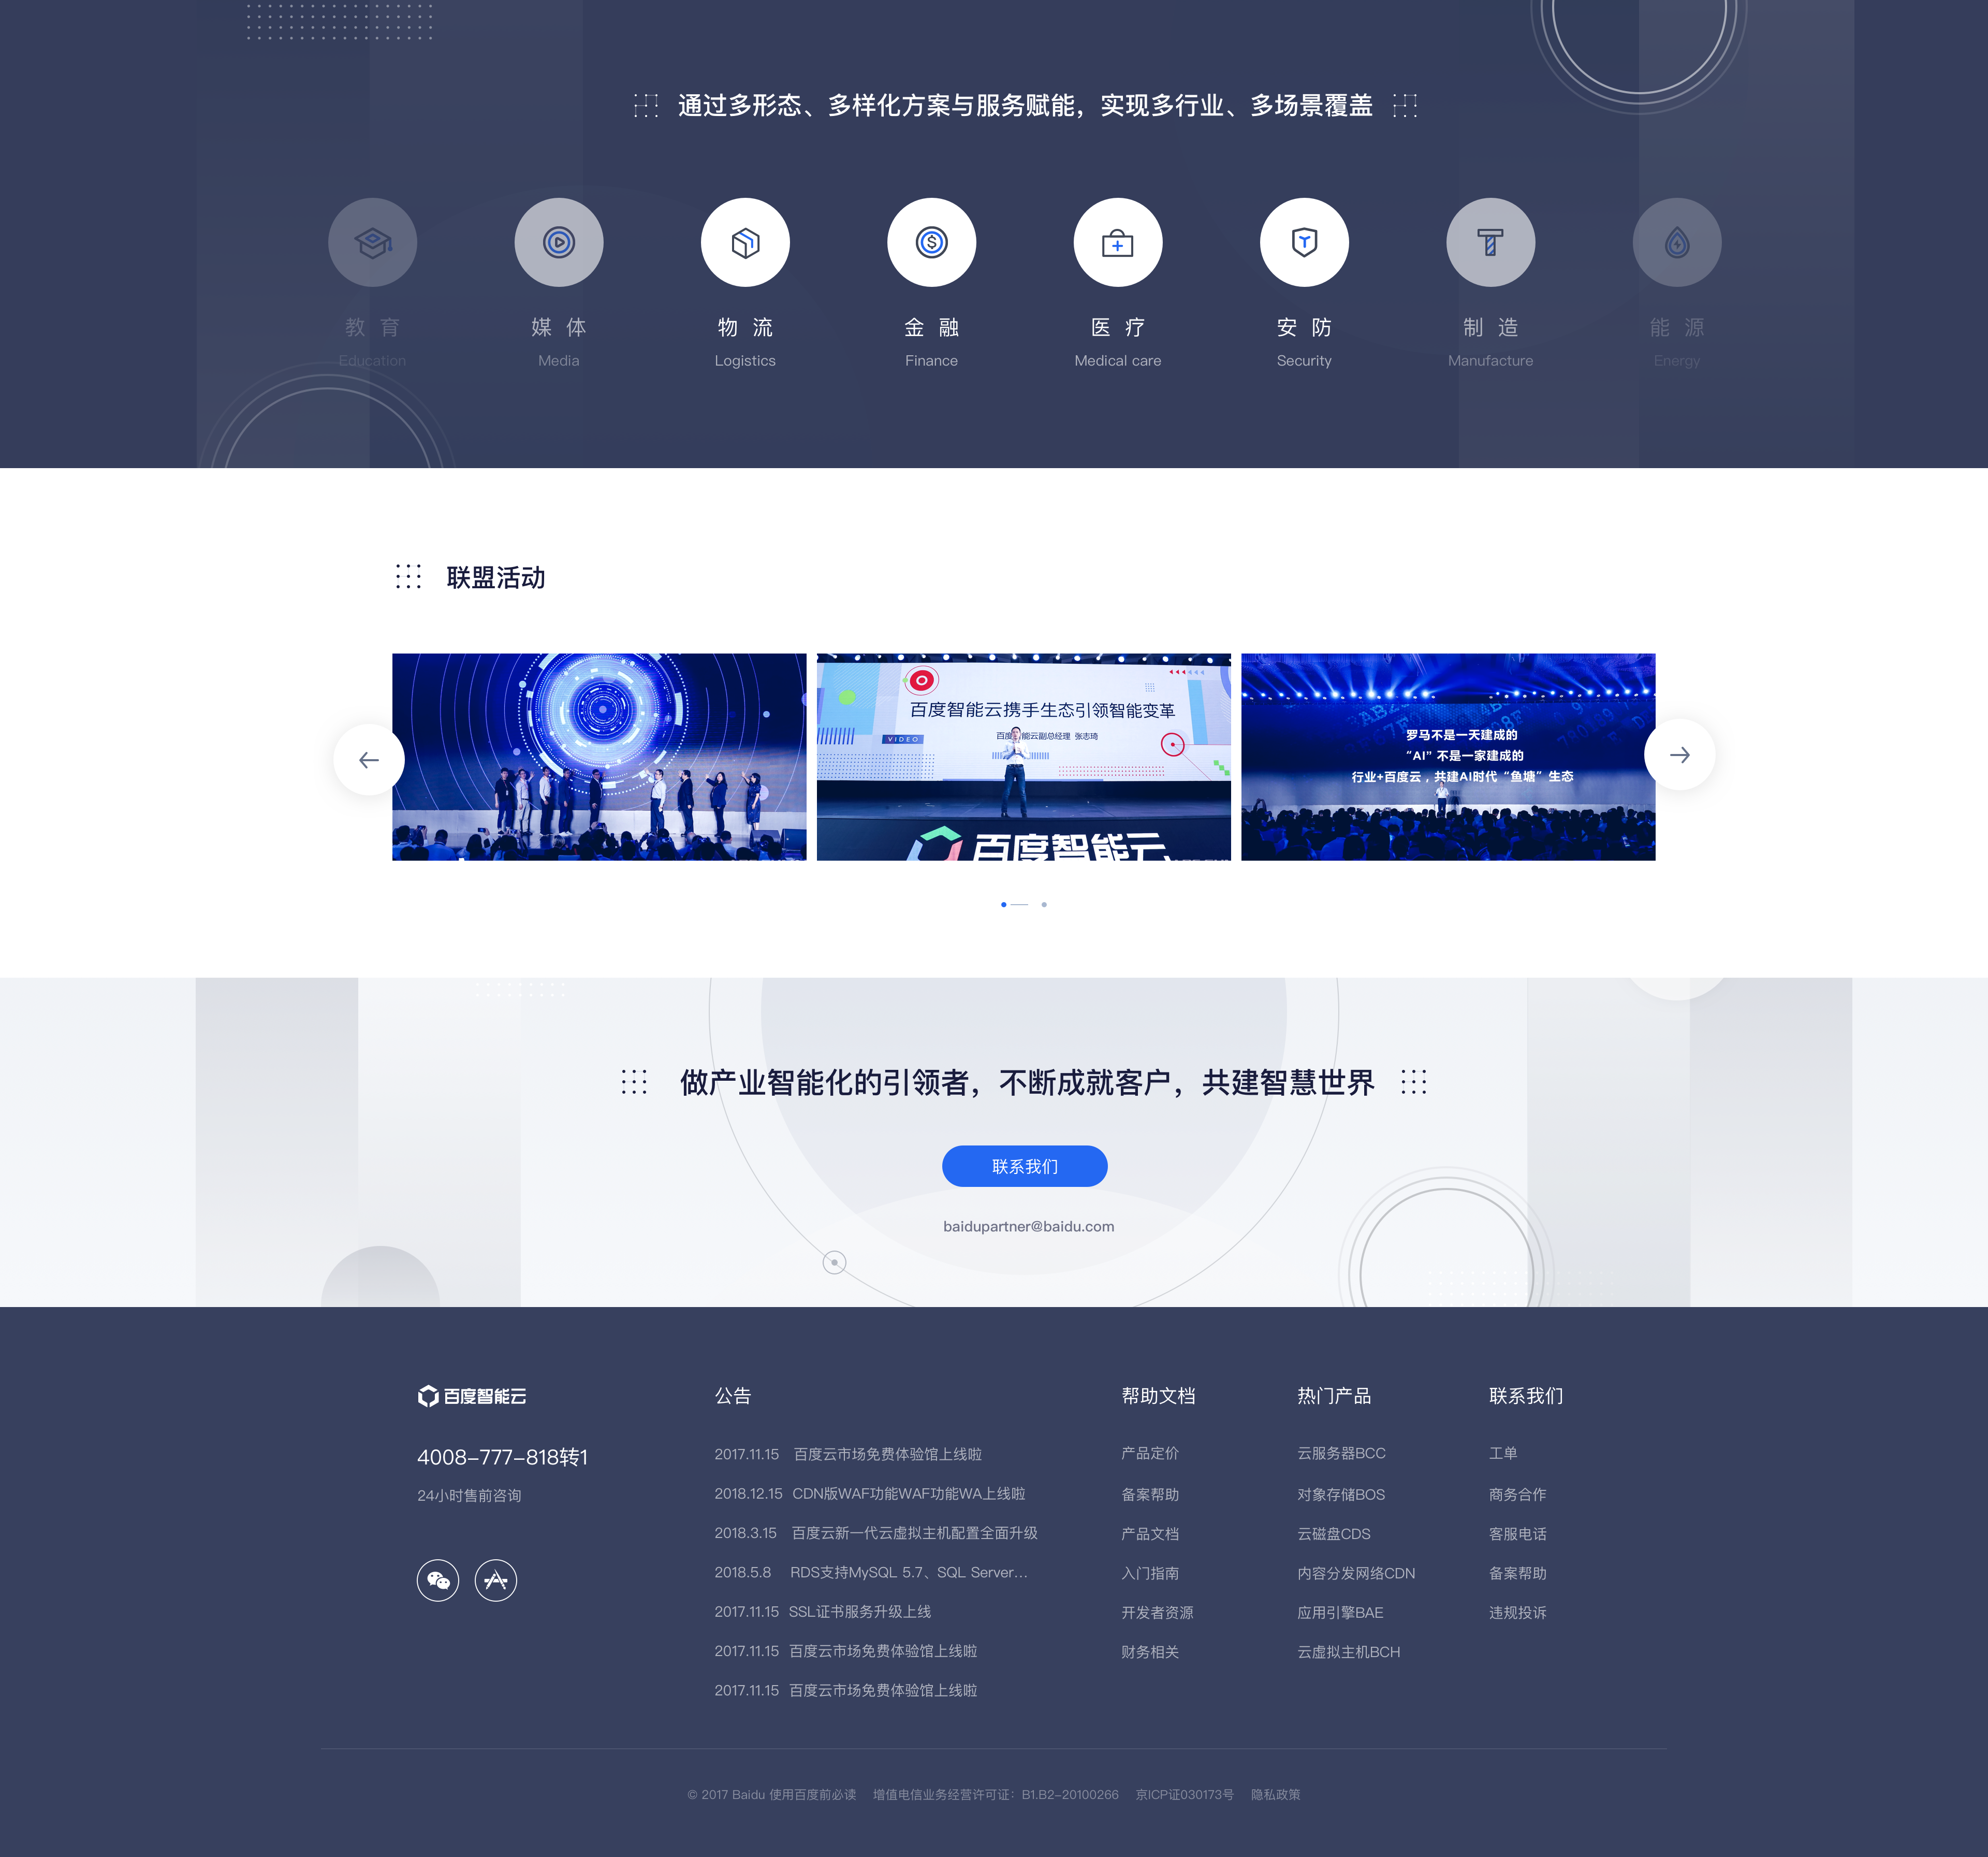 通过多形态、多样化方案与服务赋能，实现多行业、多场景覆盖
教 育
媒 体
物 流
金 融
医 疗
安 防
制 造
能 源
Education
Media
Logistics
Finance
Medical care
Security
Manufacture
Energy
联盟活动
百度智能云携手生态引领智能变革
VIDEO
能云副总经理 张志琦
百度智能云
罗马不是一天建成的
“AI” 不是一家建成的
行业+百度云，共建AI时代“鱼塘”生态
做产业智能化的引领者，不断成就客户，共建智慧世界
联系我们
baidupartner@baidu.com
百度智能云
4008-777-818转1
24小时售前咨询
公告
2017.11.15 百度云市场免费体验馆上线啦
2018.12.15 CDN版WAF功能WAF功能WA上线啦
2018.3.15 百度云新一代云虚拟主机配置全面升级
2018.5.8 RDS支持MySQL 5.7、SQL Server...
2017.11.15 SSL证书服务升级上线
2017.11.15 百度云市场免费体验馆上线啦
2017.11.15 百度云市场免费体验馆上线啦
帮助文档
产品定价
备案帮助
产品文档
入门指南
开发者资源
财务相关
热门产品
云服务器BCC
对象存储BOS
云磁盘CDS
内容分发网络CDN
应用引擎BAE
云虚拟主机BCH
联系我们
工单
商务合作
客服电话
备案帮助
违规投诉
© 2017 Baidu 使用百度前必读 增值电信业务经营许可证：B1.B2-20100266 京ICP证030173号 隐私政策